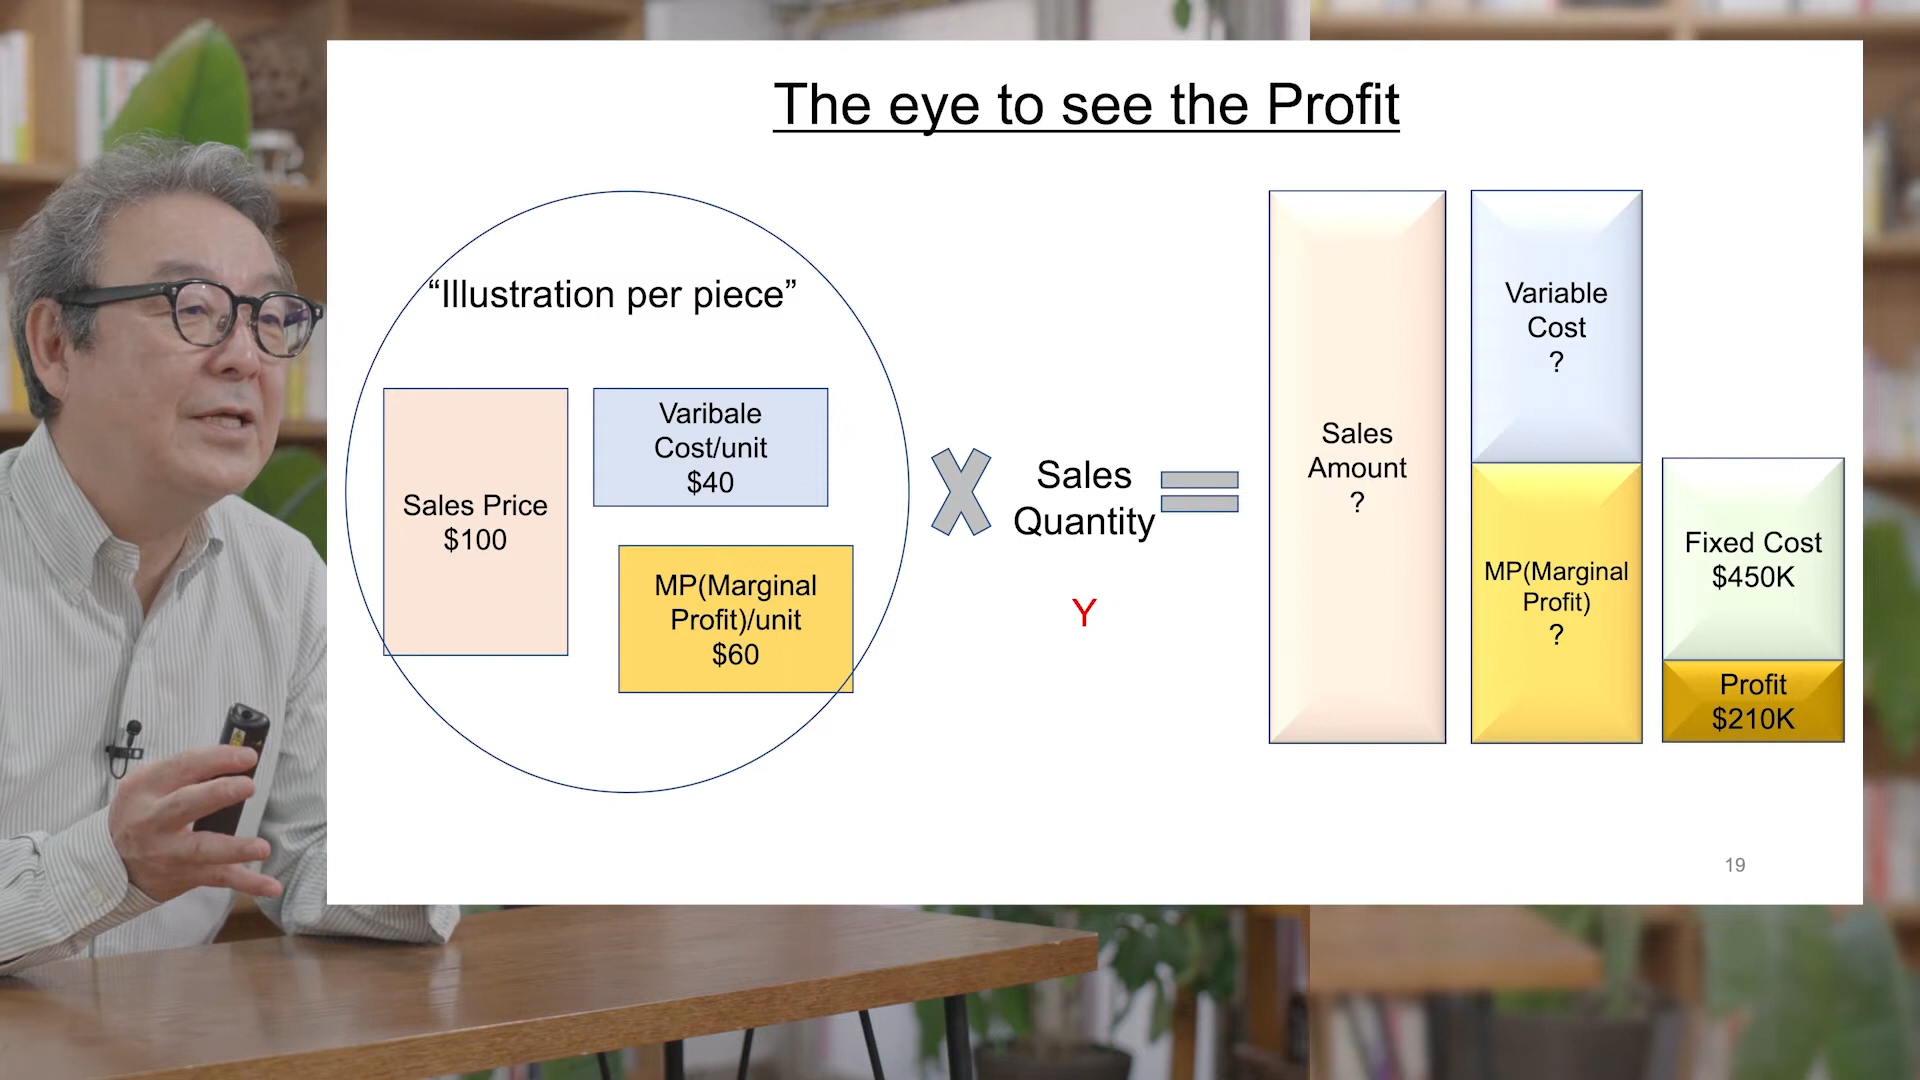 The eye to see the Profit
“Illustration per piece”
Sales Price
$100
Varibale
Cost/unit
$40
MP(Marginal
Profit)/unit
$60
Sales
Quantity
Y
Sales
Amount
?
Variable
Cost
?
MP(Marginal
Profit)
?
Fixed Cost
$450K
Profit
$210K
19